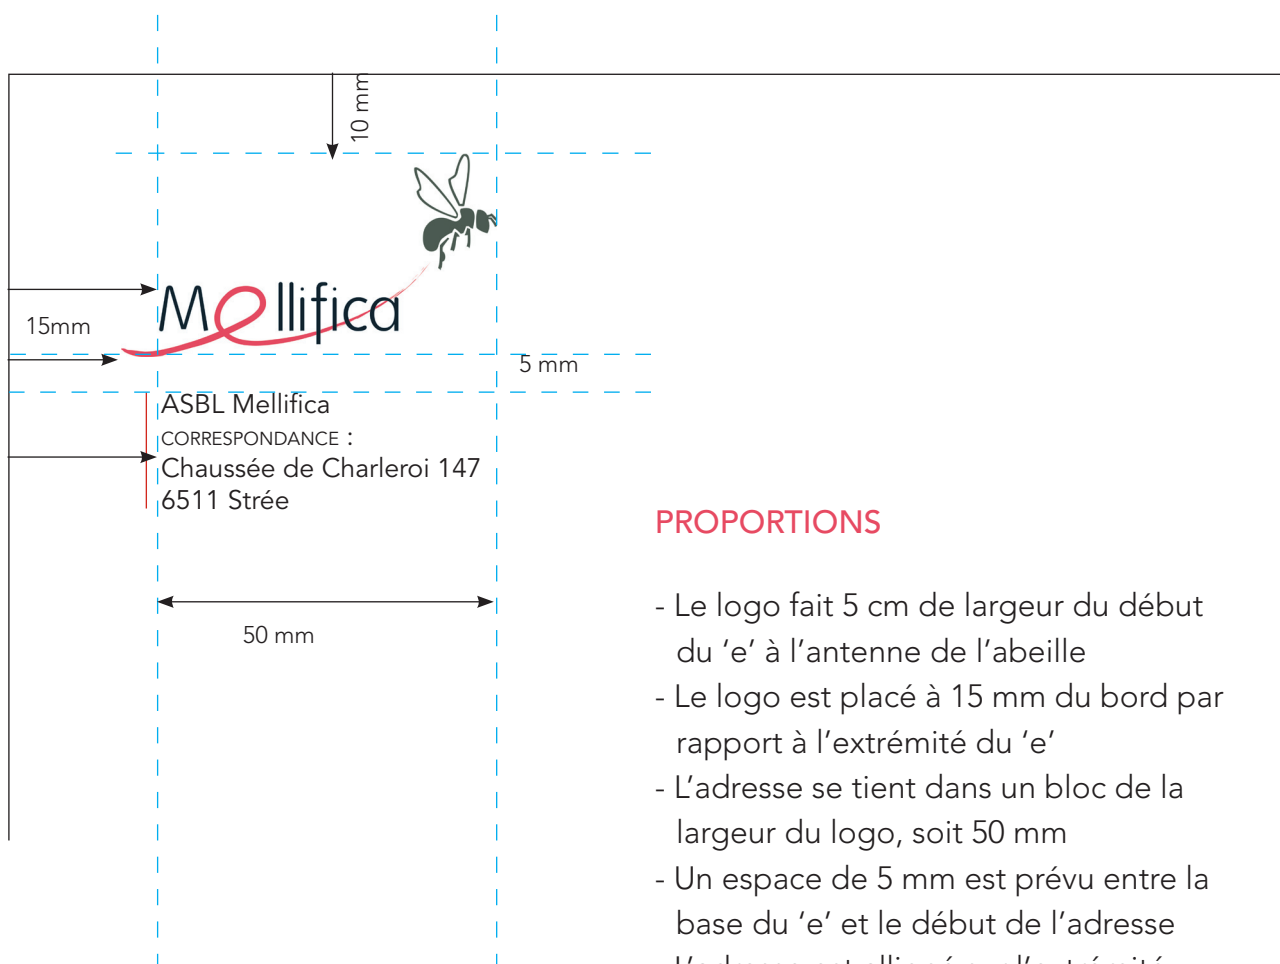 10 mm
Mellifica
15mm
5 mm
ASBL Mellifica
CORRESPONDANCE :
Chaussée de Charleroi 147
6511 Strée
50 mm
PROPORTIONS
- Le logo fait 5 cm de largeur du début
du ‘e’ à l’antenne de l’abeille
- Le logo est placé à 15 mm du bord par
rapport à l’extrémité du ‘e’
- L’adresse se tient dans un bloc de la
largeur du logo, soit 50 mm
- Un espace de 5 mm est prévu entre la
base du ‘e’ et le début de l’adresse